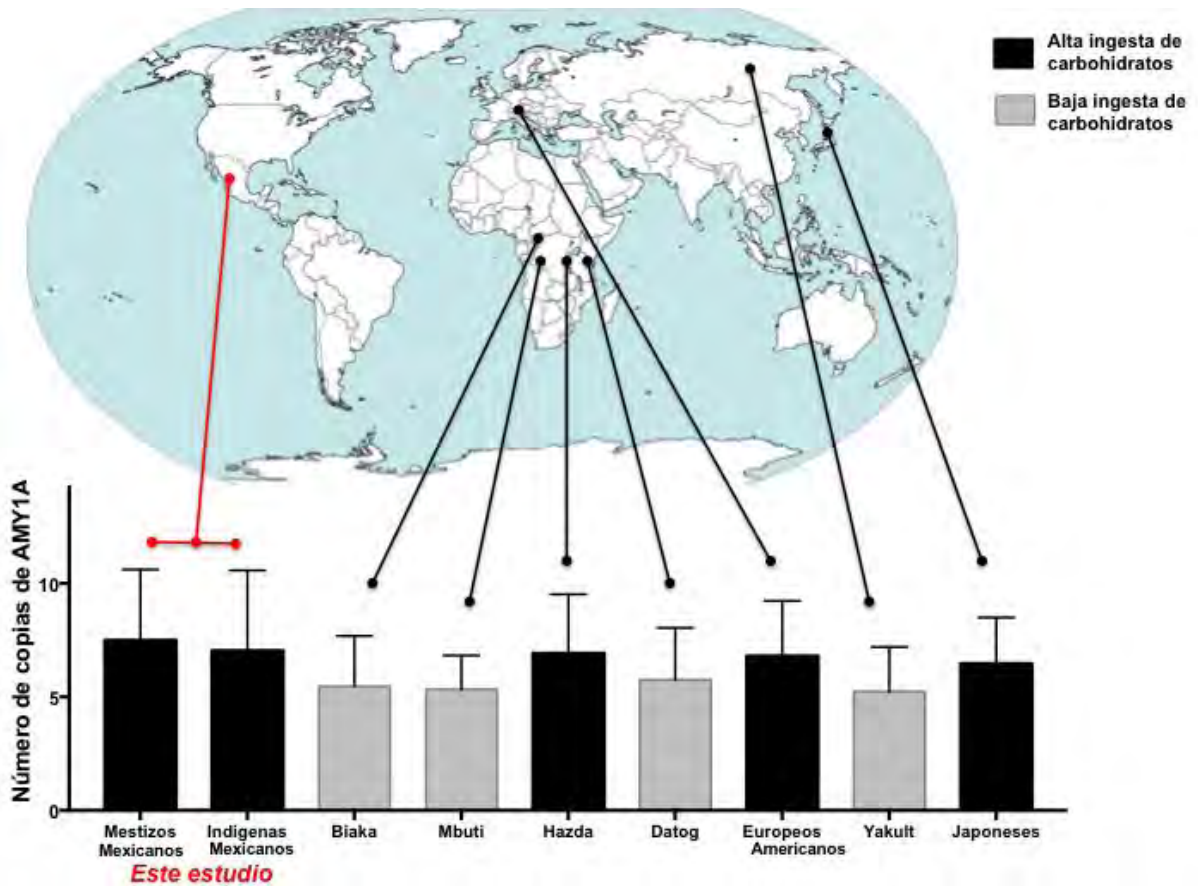 Alta ingesta de
carbohidratos
Baja ingesta de
carbohidratos
Número de copias de AMY1A
10
5
0
Mestizos
Mexicanos
Indígenas
Mexicanos
Biaka
Mbuti
Hazda
Datog
Europeos
Americanos
Yakult
Japoneses
Este estudio